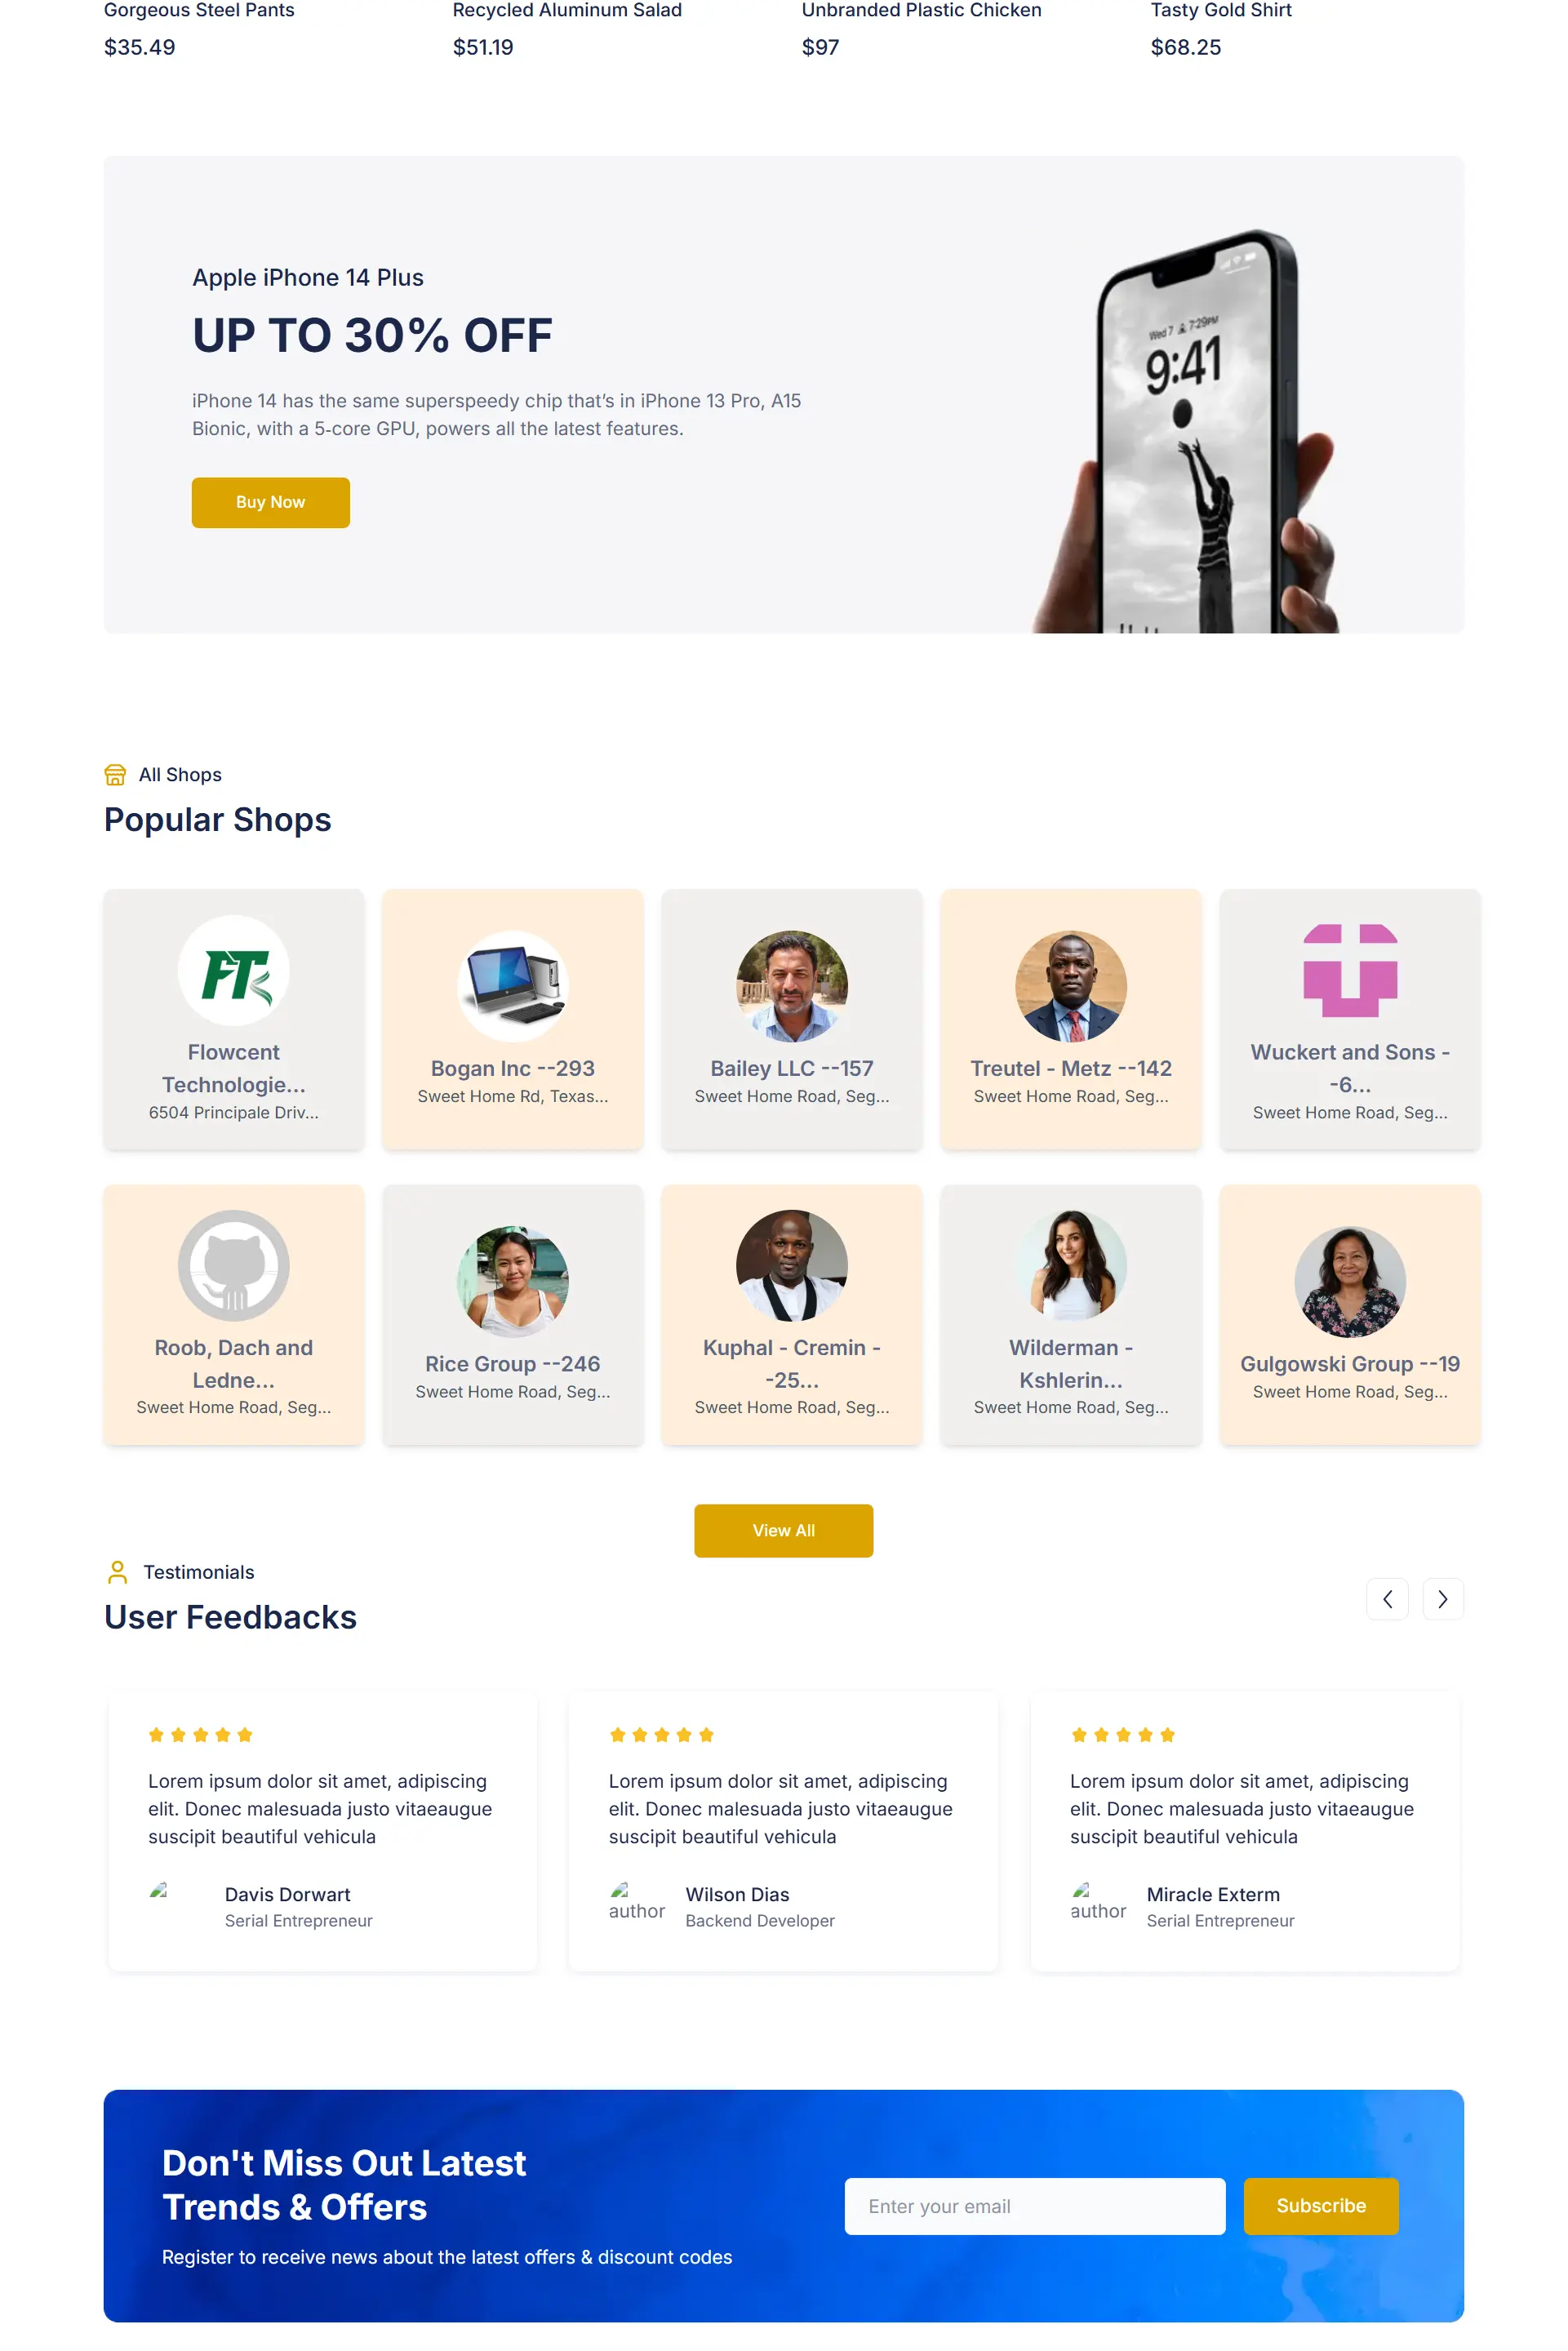 Gorgeous Steel Pants
Recycled Aluminum Salad
Unbranded Plastic Chicken
Tasty Gold Shirt
$35.49
$51.19
$97
$68.25
Apple iPhone 14 Plus
UP TO 30% OFF
iPhone 14 has the same superspeedy chip that’s in iPhone 13 Pro, A15
Bionic, with a 5-core GPU, powers all the latest features.
Buy Now
Wed 7
7:29PM
9:41
All Shops
Popular Shops
FT
Flowcent
Technologie...
6504 Principale Driv...
Bogan Inc --293
Sweet Home Rd, Texas...
Bailey LLC --157
Sweet Home Road, Seg...
Treutel - Metz --142
Sweet Home Road, Seg...
Wuckert and Sons -
-6...
Sweet Home Road, Seg...
Roob, Dach and
Ledne...
Sweet Home Road, Seg...
Rice Group --246
Sweet Home Road, Seg...
Kuphal - Cremin -
-25...
Sweet Home Road, Seg...
Wilderman -
Kshlerin...
Sweet Home Road, Seg...
Gulgowski Group --19
Sweet Home Road, Seg...
View All
Testimonials
User Feedbacks
Lorem ipsum dolor sit amet, adipiscing
elit. Donec malesuada justo vitaeaugue
suscipit beautiful vehicula
Davis Dorwart
Serial Entrepreneur
Lorem ipsum dolor sit amet, adipiscing
elit. Donec malesuada justo vitaeaugue
suscipit beautiful vehicula
author
Wilson Dias
Backend Developer
Lorem ipsum dolor sit amet, adipiscing
elit. Donec malesuada justo vitaeaugue
suscipit beautiful vehicula
author
Miracle Exterm
Serial Entrepreneur
Don't Miss Out Latest
Trends & Offers
Register to receive news about the latest offers & discount codes
Enter your email
Subscribe